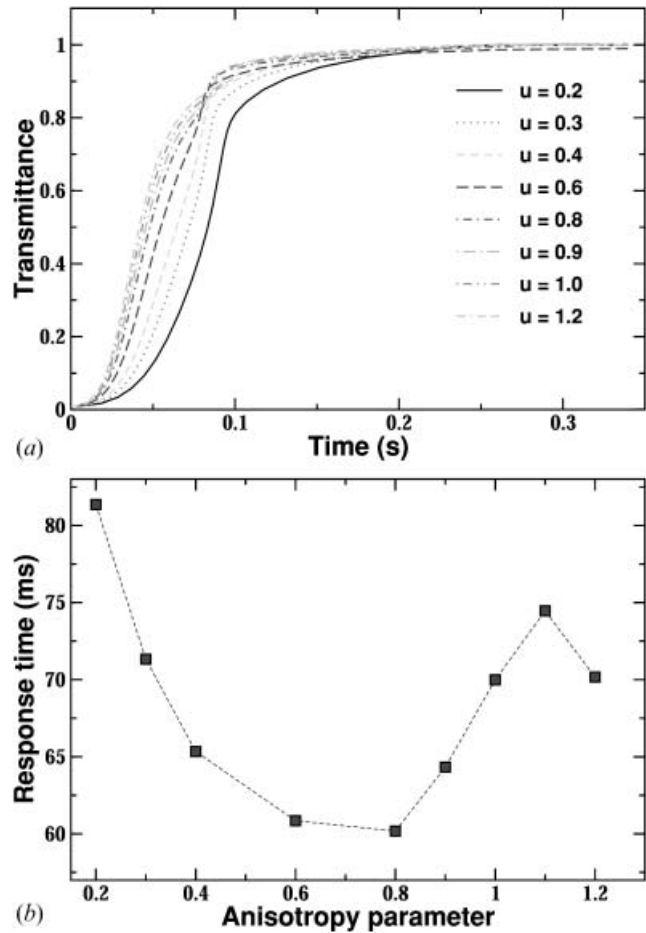 1
0.8
0.6
0.4
0.2
0
Transmittance
0
0.1
0.2
0.3
Time (s)
u = 0.2
u = 0.3
u = 0.4
u = 0.6
u = 0.8
u = 0.9
u = 1.0
u = 1.2
(a)
80
75
70
65
60
Response time (ms)
0.2
0.4
0.6
0.8
1
1.2
Anisotropy parameter
(b)